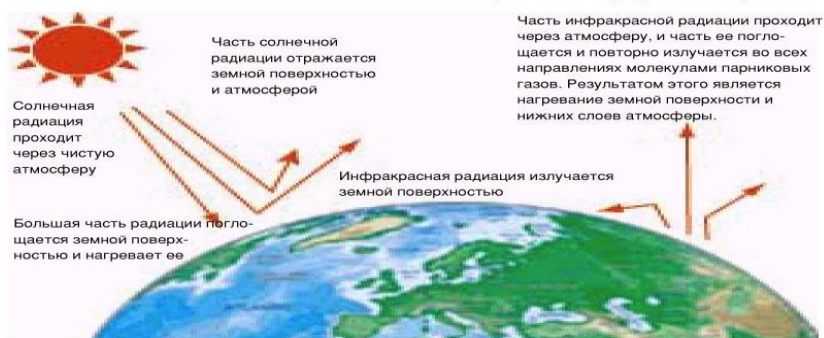 Часть солнечной
радиации отражается
земной поверхностью
и атмосферой
Часть инфракрасной радиации проходит
через атмосферу, и часть ее погло-
щается и повторно излучается во всех
направлениях молекулами парниковых
газов. Результатом этого является
нагревание земной поверхности и
нижних слоев атмосферы.
Солнечная
радиация
проходит
через чистую
атмосферу
Инфракрасная радиация излучается
земной поверхностью
Большая часть радиации погло-
щается земной поверх-
ностью и нагревает ее